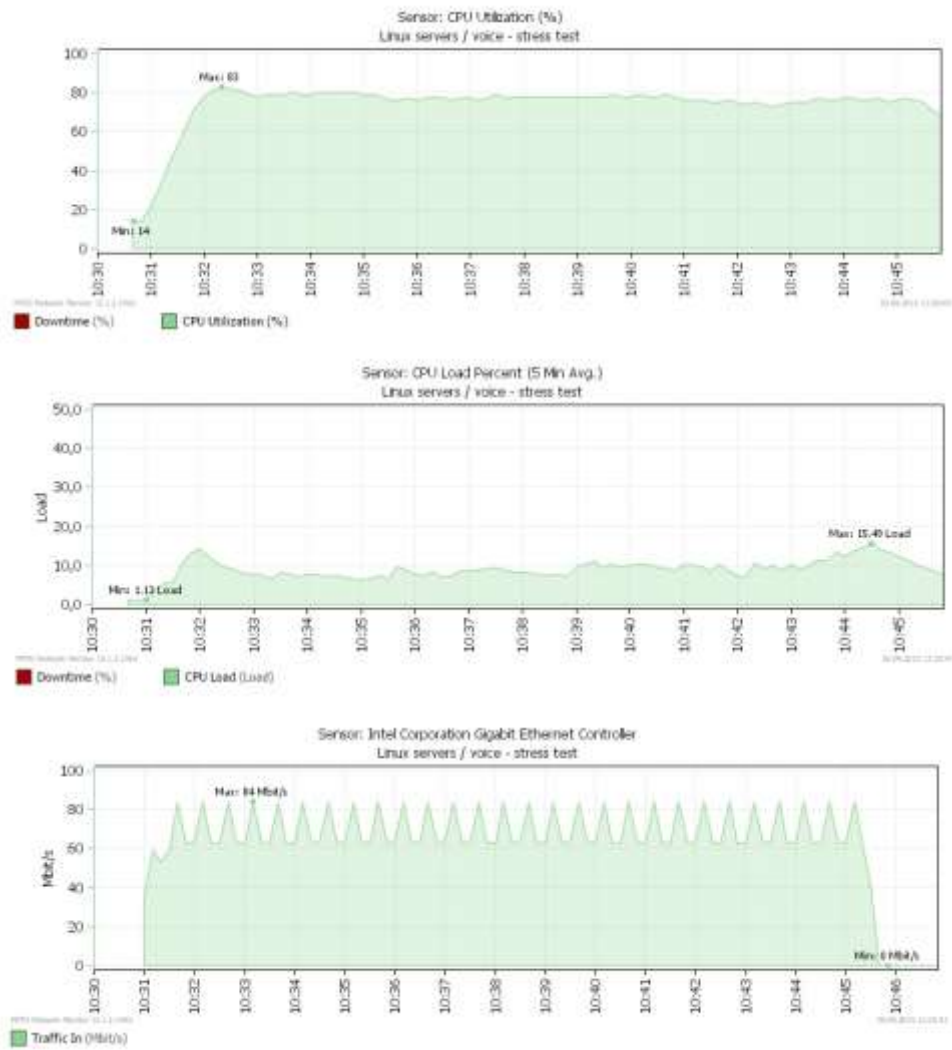 Sensor: CPU Utilization (%)
Linux servers / voice - stress test
100
80
60
40
20
0
Max: 83
Min: 14
10:30 10:31 10:32 10:33 10:34 10:35 10:36 10:37 10:38 10:39 10:40 10:41 10:42 10:43 10:44 10:45
Downtime (%) CPU Utilization (%)
Sensor: CPU Load Percent (5 Min Avg.)
Linux servers / voice - stress test
50,0
40,0
30,0
20,0
10,0
0,0
Load
Max: 15.49 Load
Min: 1.13 Load
10:30 10:31 10:32 10:33 10:34 10:35 10:36 10:37 10:38 10:39 10:40 10:41 10:42 10:43 10:44 10:45
Downtime (%) CPU Load (Load)
Sensor: Intel Corporation Gigabit Ethernet Controller
Linux servers / voice - stress test
100
80
60
40
20
0
Mbit/s
Max: 84 Mbit/s
Min: 0 Mbit/s
10:30 10:31 10:32 10:33 10:34 10:35 10:36 10:37 10:38 10:39 10:40 10:41 10:42 10:43 10:44 10:45 10:46
Traffic In (Mbit/s)